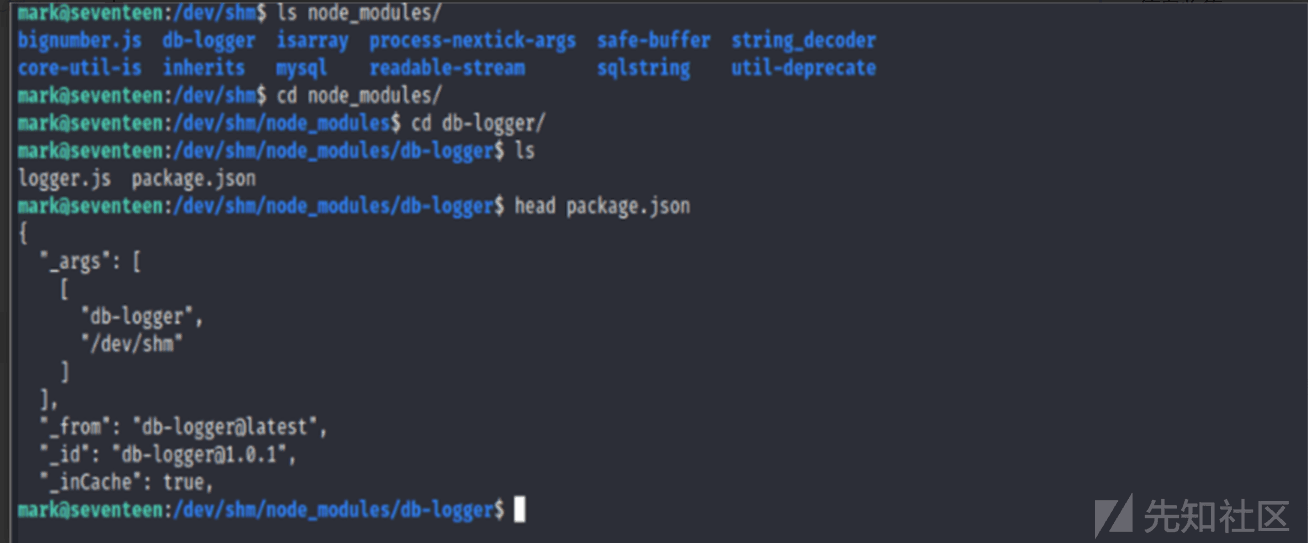 mark@seventeen:/dev/shm$ ls node_modules/
bignumber.js  db-logger  isarray  process-nextick-args  safe-buffer  string_decoder
core-util-is  inherits  mysql  readable-stream  sqlstring  util-deprecate
mark@seventeen:/dev/shm$ cd node_modules/
mark@seventeen:/dev/shm/node_modules$ cd db-logger/
mark@seventeen:/dev/shm/node_modules/db-logger$ ls
logger.js  package.json
mark@seventeen:/dev/shm/node_modules/db-logger$ head package.json
{
  "_args": [
    [
      "db-logger",
      "/dev/shm"
    ]
  ],
  "_from": "db-logger@latest",
  "_id": "db-logger@1.0.1",
  "_inCache": true,
mark@seventeen:/dev/shm/node_modules/db-logger$
先知社区